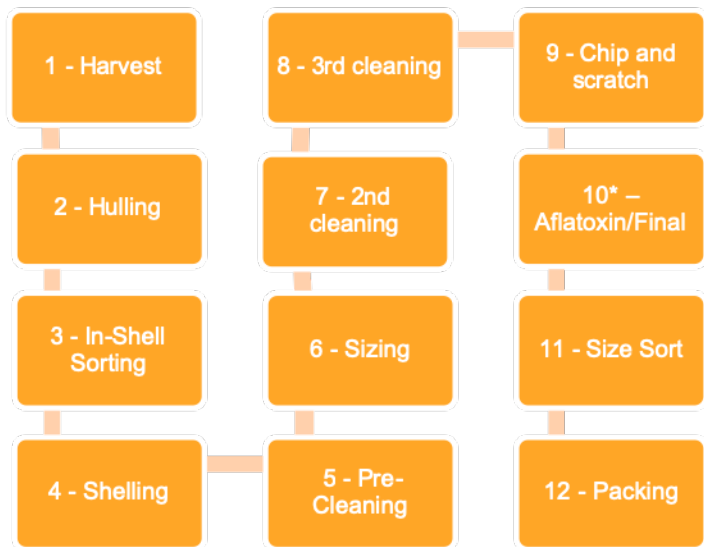 1 - Harvest
2 - Hulling
3 - In-Shell
Sorting
4 - Shelling
5 - Pre-
Cleaning
6 - Sizing
7 - 2nd
cleaning
8 - 3rd cleaning
9 - Chip and
scratch
10* –
Aflatoxin/Final
11 - Size Sort
12 - Packing